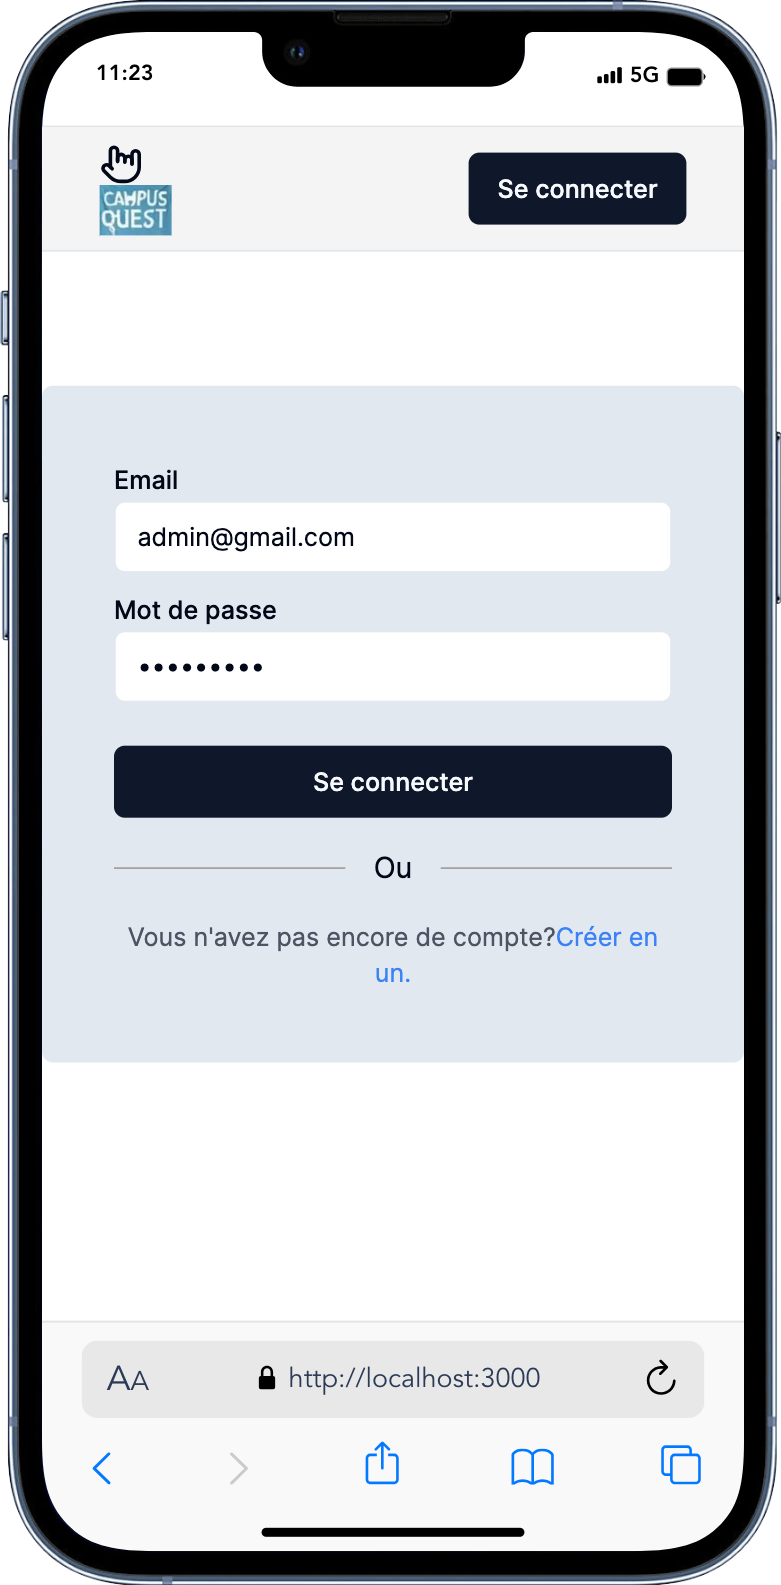 11:23
5G
CAMPUS
QUEST
Se connecter
Email
admin@gmail.com
Mot de passe
•••••••••
Se connecter
Ou
Vous n'avez pas encore de compte?Créer en
un.
AA
http://localhost:3000